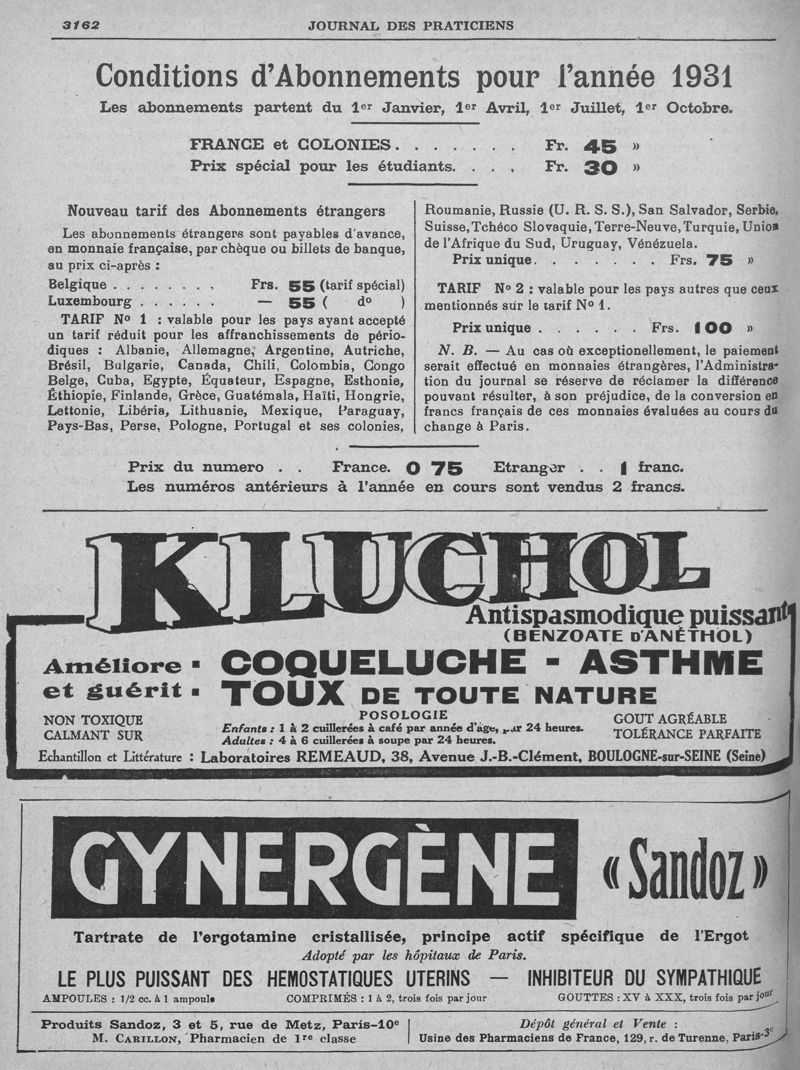 3162
JOURNAL DES PRATICIENS
Conditions d'Abonnements pour l'année 1931
Les abonnements partent du 1er Janvier, 1er Avril, 1er Juillet, 1er Octobre.
FRANCE et COLONIES. . . . . . . Fr. 45 »
Prix spécial pour les étudiants. . . . Fr. 30 »
Nouveau tarif des Abonnements étrangers
Les abonnements étrangers sont payables d'avance,
en monnaie française, par chèque ou billets de banque,
au prix ci-après :
Belgique . . . . . . . . Frs. 55 (tarif spécial)
Luxembourg . . . . . . — 55 ( do )
TARIF No 1 : valable pour les pays ayant accepté
un tarif réduit pour les affranchissements de pério-
diques : Albanie, Allemagne, Argentine, Autriche,
Brésil, Bulgarie, Canada, Chili, Colombia, Congo
Belge, Cuba, Egypte, Équateur, Espagne, Esthonie,
Éthiopie, Finlande, Grèce, Guatémala, Haïti, Hongrie,
Lettonie, Libéria, Lithuanie, Mexique, Paraguay,
Pays-Bas, Perse, Pologne, Portugal et ses colonies,
Roumanie, Russie (U. R. S. S.), San Salvador, Serbie,
Suisse, Tchéco Slovaquie, Terre-Neuve, Turquie, Union
de l'Afrique du Sud, Uruguay, Vénézuela.
Prix unique. . . . . . . . Frs. 75 »
TARIF No 2 : valable pour les pays autres que ceux
mentionnés sur le tarif No 1.
Prix unique . . . . . . Frs. 100 »
N. B. — Au cas où exceptionellement, le paiement
serait effectué en monnaies étrangères, l'Administra-
tion du journal se réserve de réclamer la différence
pouvant résulter, à son préjudice, de la conversion en
francs français de ces monnaies évaluées au cours du
change à Paris.
Prix du numero . . France. 0 75 Etranger . . 1 franc.
Les numéros antérieurs à l'année en cours sont vendus 2 francs.
KLUCHOL
Antispasmodique puissant
(BENZOATE D'ANÉTHOL)
Améliore · COQUELUCHE - ASTHME
et guérit · TOUX DE TOUTE NATURE
NON TOXIQUE
CALMANT SUR
POSOLOGIE
Enfants : 1 à 2 cuillerées à café par année d'âge, par 24 heures.
Adultes : 4 à 6 cuillerées à soupe par 24 heures.
GOUT AGRÉABLE
TOLÉRANCE PARFAITE
Echantillon et Littérature : Laboratoires REMEAUD, 38, Avenue J.-B.-Clément, BOULOGNE-sur-SEINE (Seine)
GYNERGÈNE « Sandoz »
Tartrate de l'ergotamine cristallisée, principe actif spécifique de l'Ergot
Adopté par les hôpitaux de Paris.
LE PLUS PUISSANT DES HEMOSTATIQUES UTERINS — INHIBITEUR DU SYMPATHIQUE
AMPOULES : 1/2 cc. à 1 ampoule COMPRIMÉS : 1 à 2, trois fois par jour GOUTTES : XV à XXX, trois fois par jour
Produits Sandoz, 3 et 5, rue de Metz, Paris-10e
M. CARILLON, Pharmacien de 1re classe
Dépôt général et Vente :
Usine des Pharmaciens de France, 129, r. de Turenne, Paris-3e